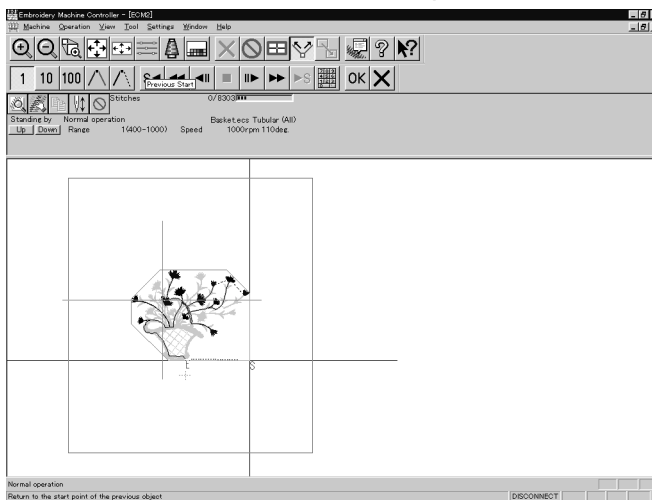 Embroidery Machine Controller - [ECM2]
Machine Operation View Tool Settings Window Help
1 10 100 S OK
Previous Start
Stitches 0/8303
Standing by Normal operation Basket.ecs Tubular (All)
Up Down Range 1(400-1000) Speed 1000rpm 110deg.
t S
Normal operation
Return to the start point of the previous object DISCONNECT